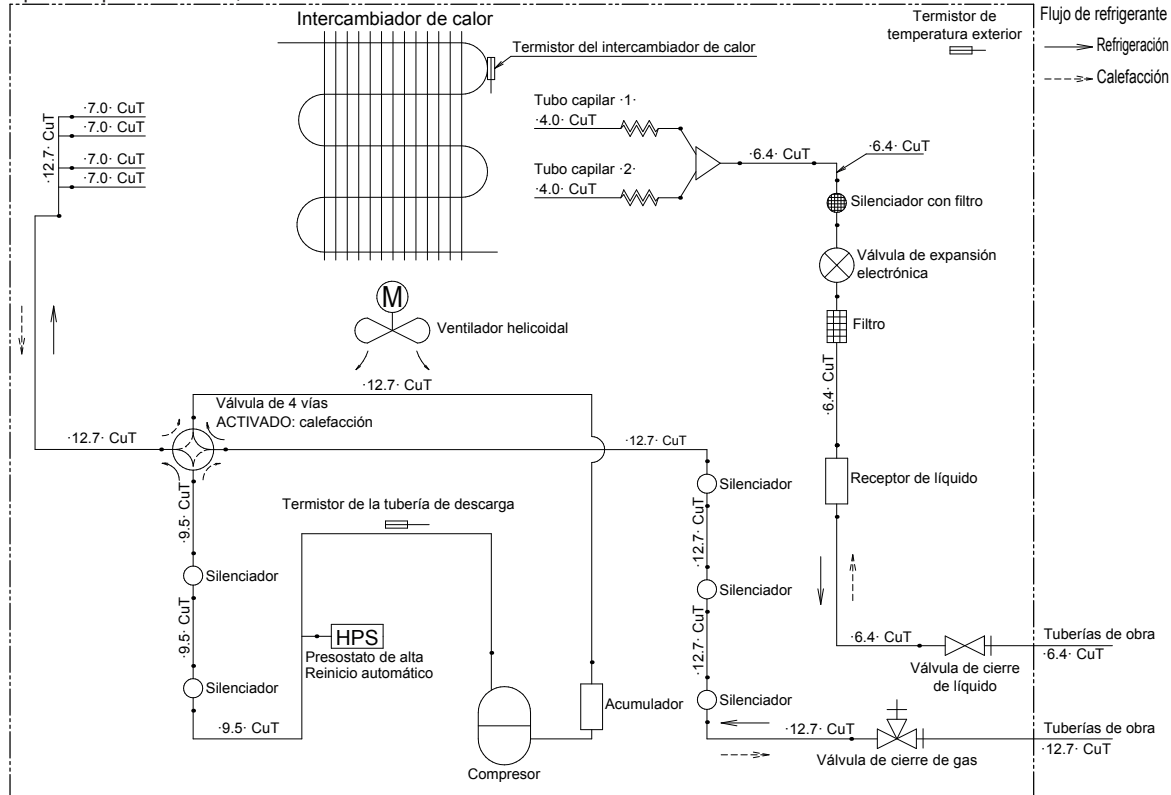 Intercambiador de calor
Termistor del intercambiador de calor
Termistor de
temperatura exterior
Flujo de refrigerante
Refrigeración
Calefacción
·7.0· CuT
·7.0· CuT
·7.0· CuT
·7.0· CuT
·12.7· CuT
Tubo capilar ·1·
·4.0· CuT
Tubo capilar ·2·
·4.0· CuT
·6.4· CuT
·6.4· CuT
Silenciador con filtro
Válvula de expansión
electrónica
Filtro
·6.4· CuT
Receptor de líquido
M
Ventilador helicoidal
·12.7· CuT
Válvula de 4 vías
ACTIVADO: calefacción
·12.7· CuT
·12.7· CuT
·9.5· CuT
Silenciador
·9.5· CuT
Silenciador
·9.5· CuT
Termistor de la tubería de descarga
HPS
Presostato de alta
Reinicio automático
Compresor
Acumulador
Silenciador
·12.7· CuT
Silenciador
·12.7· CuT
Silenciador
·6.4· CuT
Válvula de cierre
de líquido
Tuberías de obra
·6.4· CuT
·12.7· CuT
Válvula de cierre de gas
Tuberías de obra
·12.7· CuT